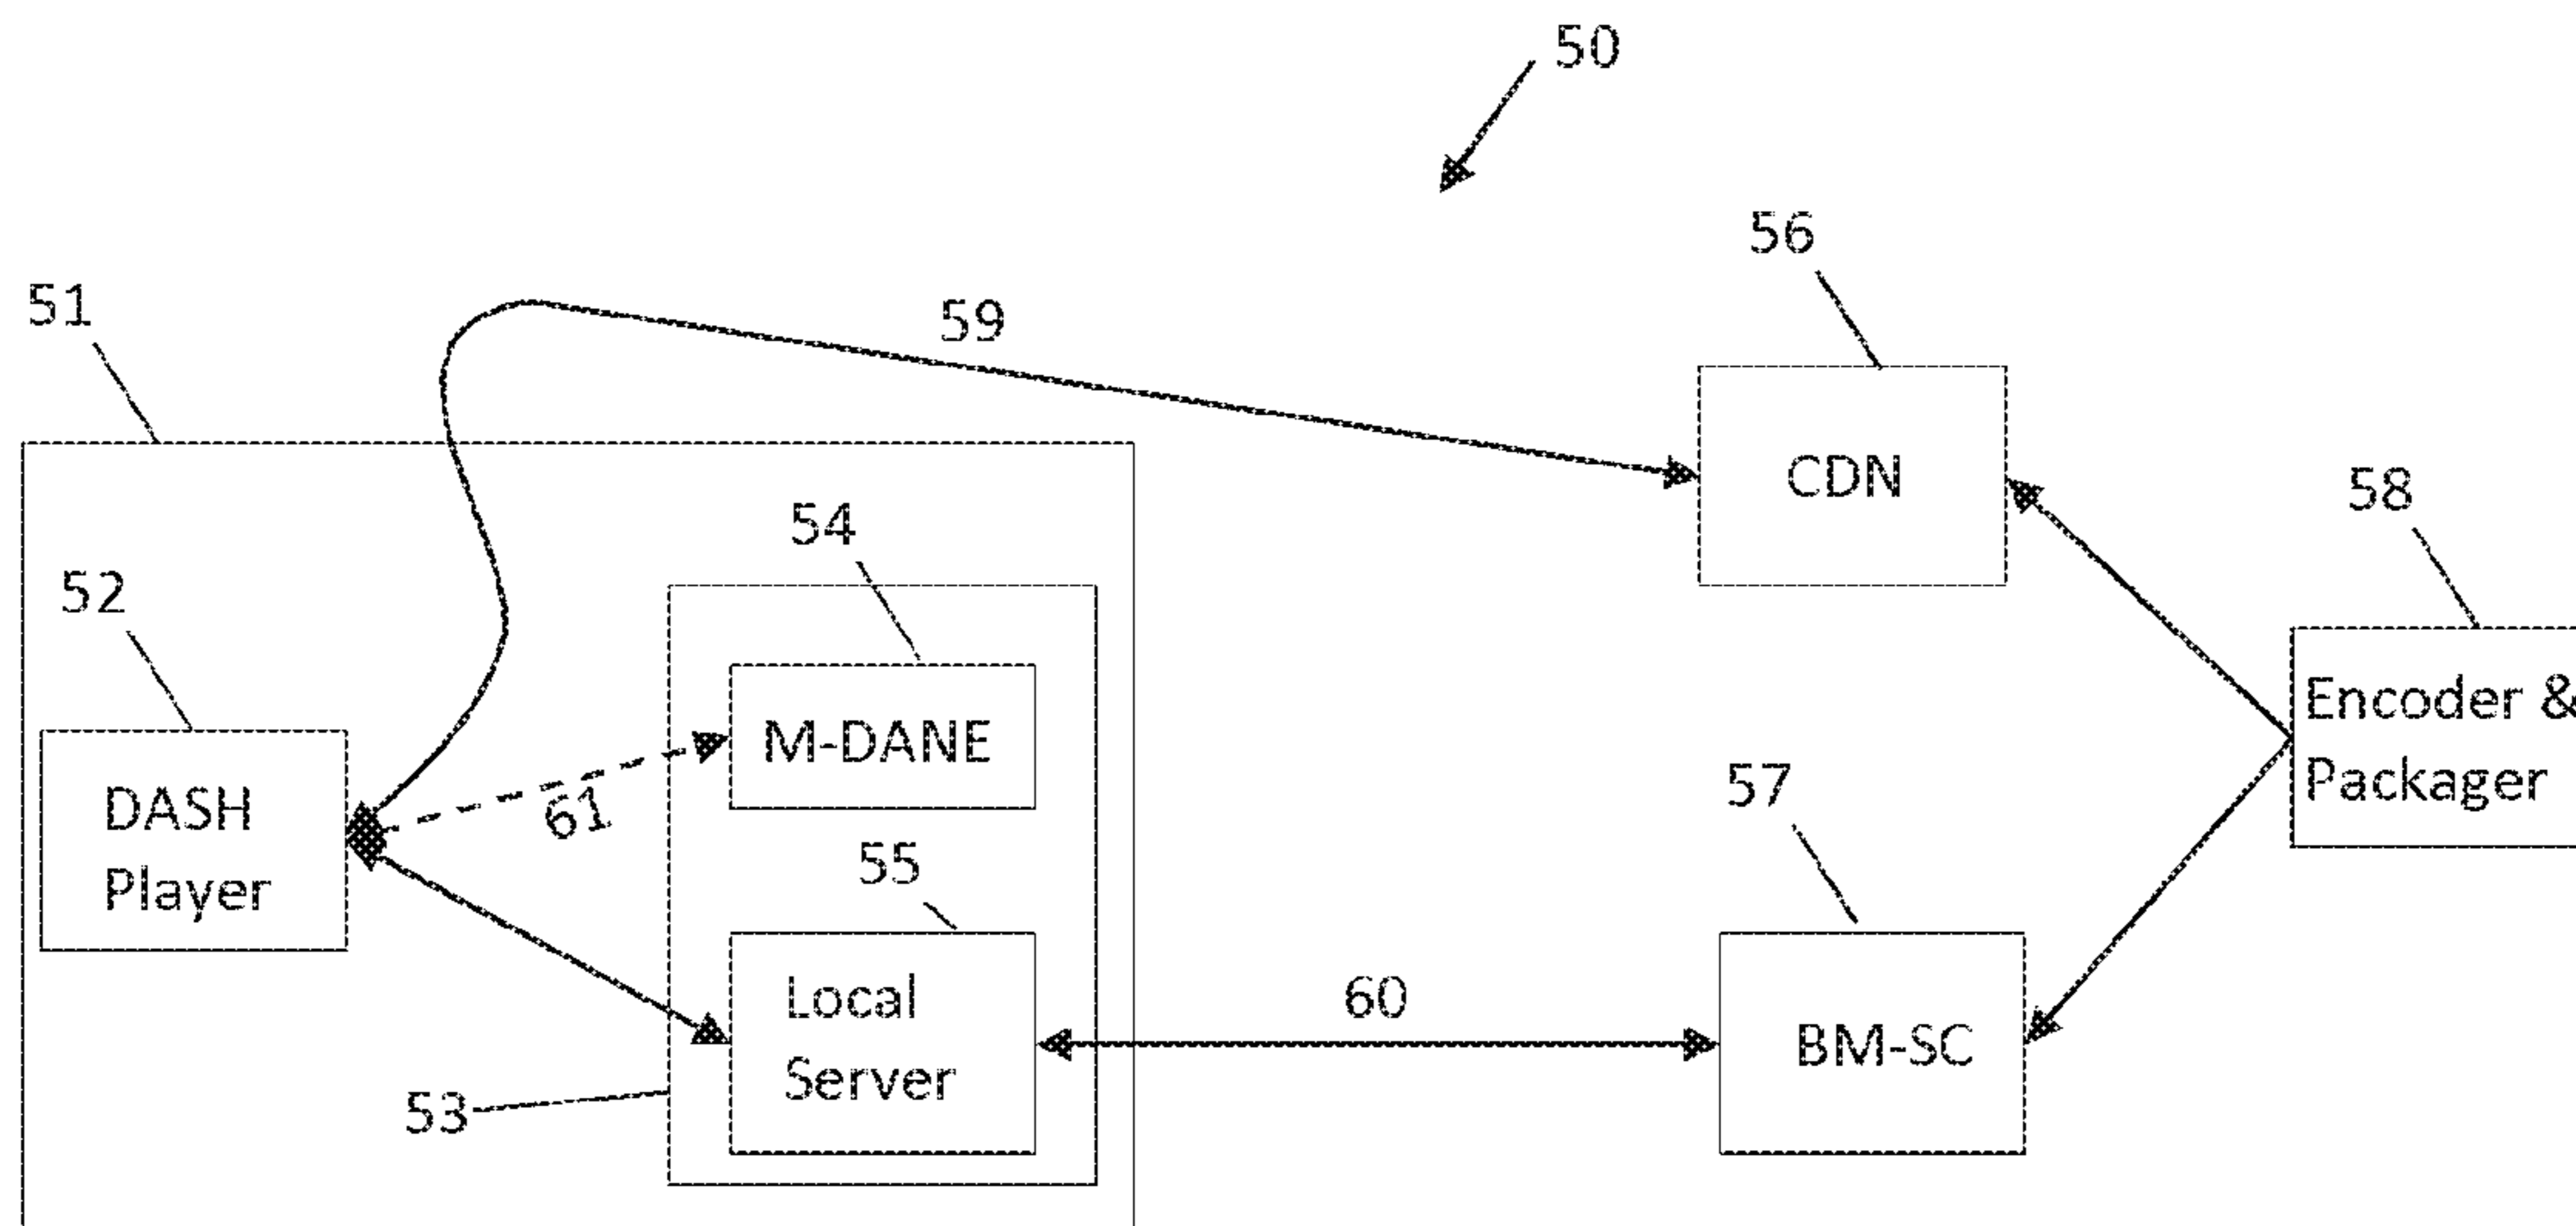 50
56
51
59
CDN
58
54
52
Encoder &
Packager
M-DANE
57
61
DASH
Player
55
Local
Server
60
BM-SC
53